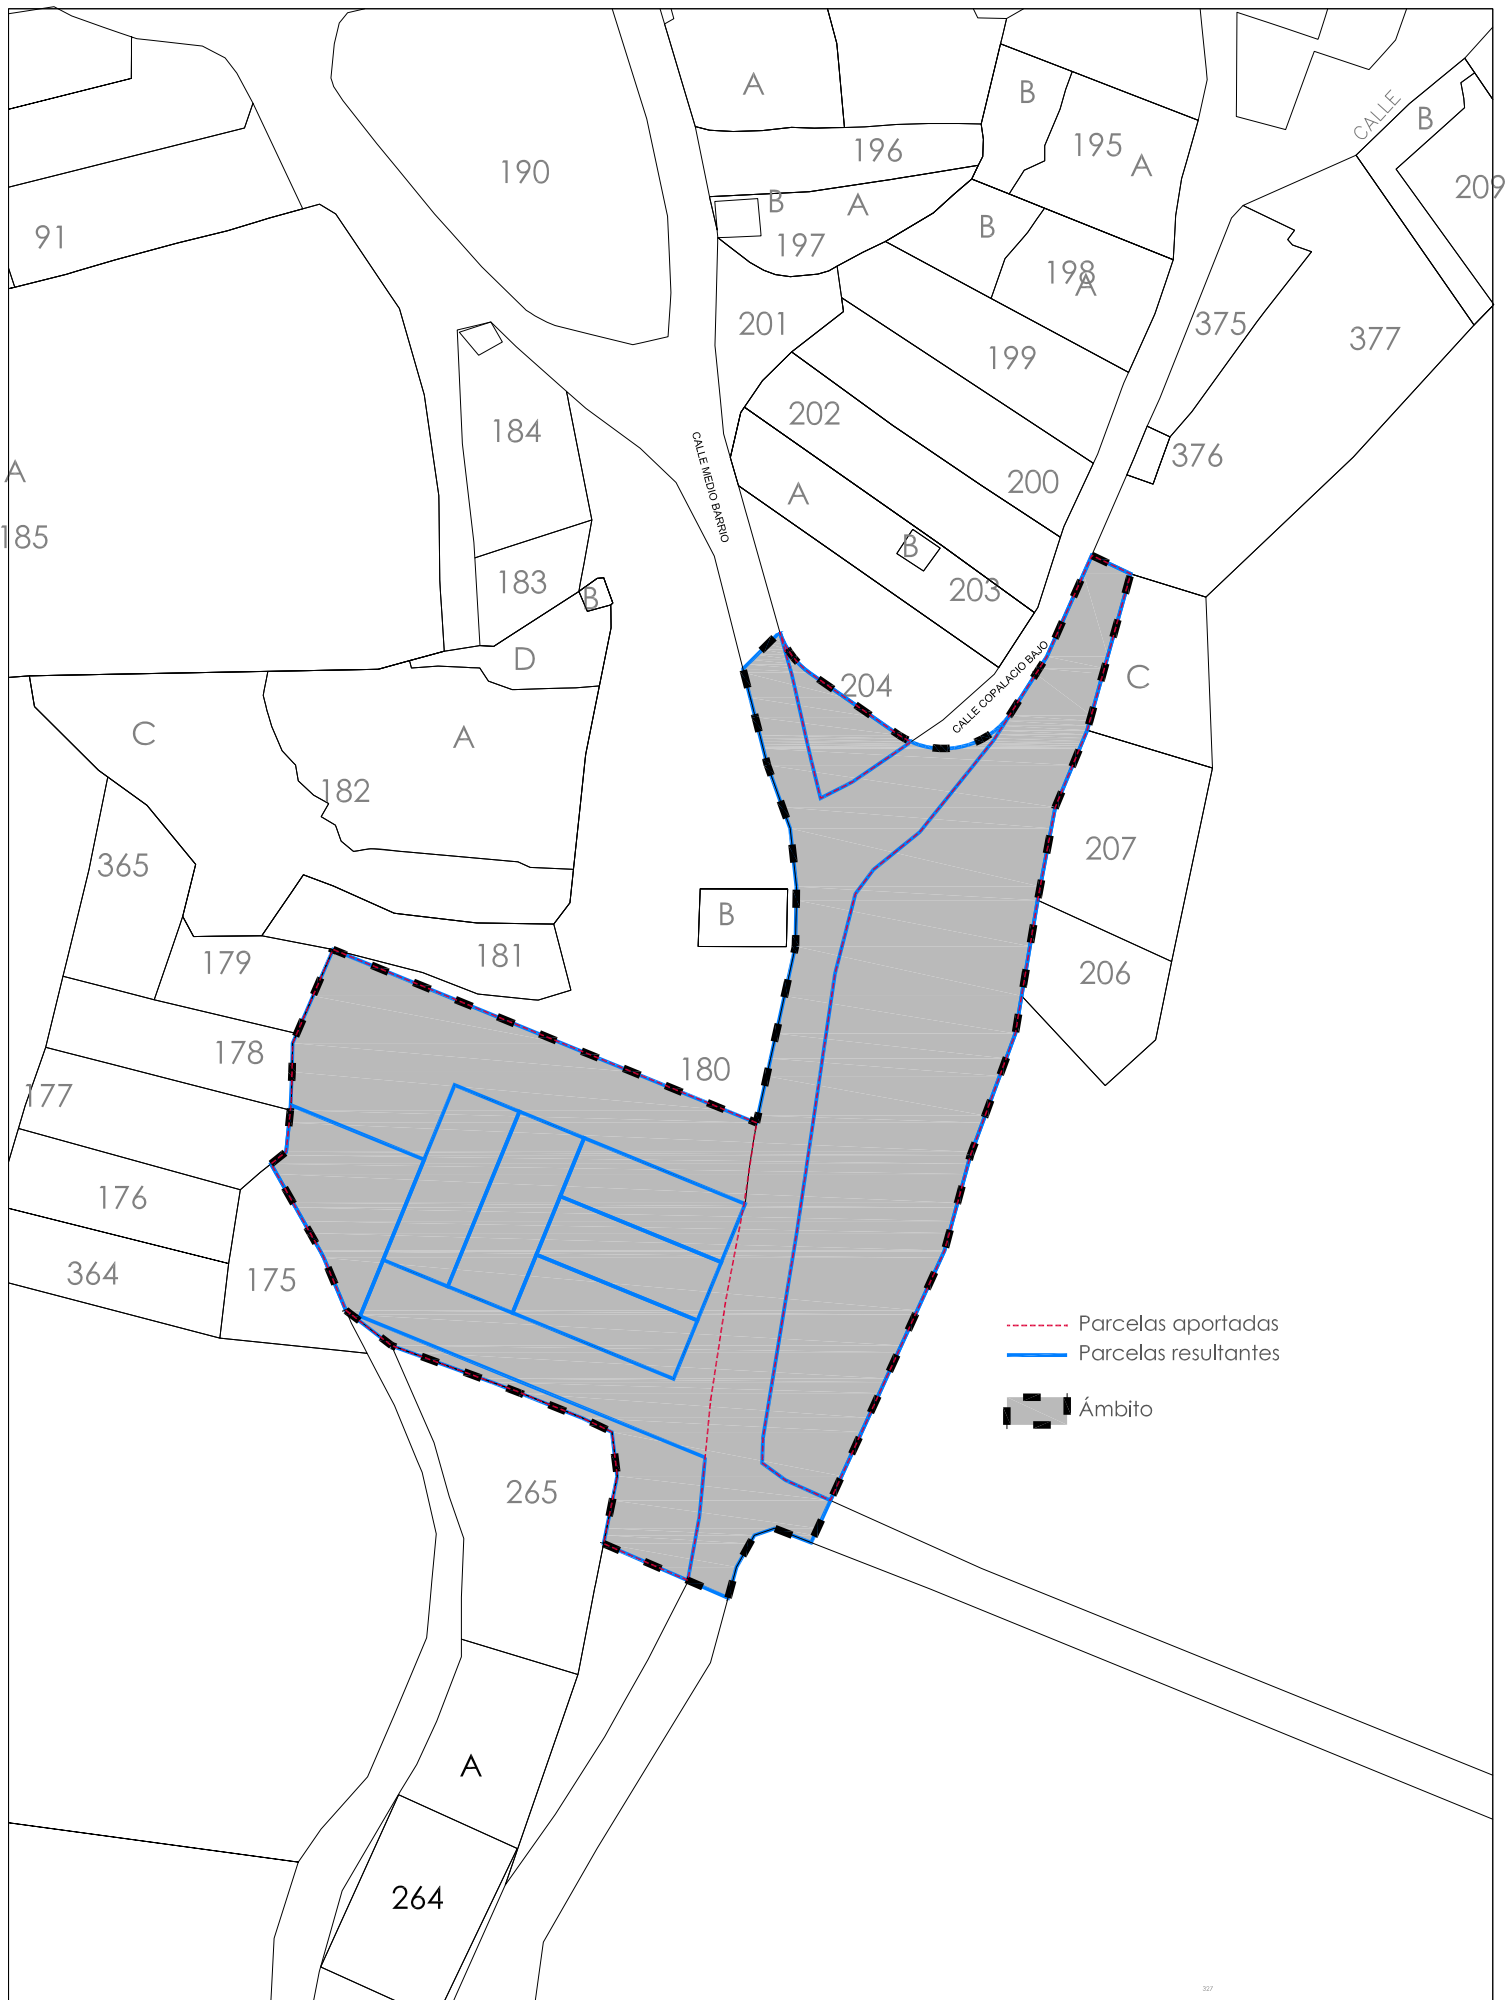 A
B
CALLE
B
196
195
A
190
209
B
A
B
91
197
198
A
201
375
377
199
202
184
376
A
CALLE MEDIO BARRIO
A
200
185
B
183
203
B
D
CALLE COPALACIO BAJO
C
204
C
A
182
207
365
B
179
181
206
178
180
177
176
364
175
Parcelas aportadas
Parcelas resultantes
Ámbito
265
A
264
327